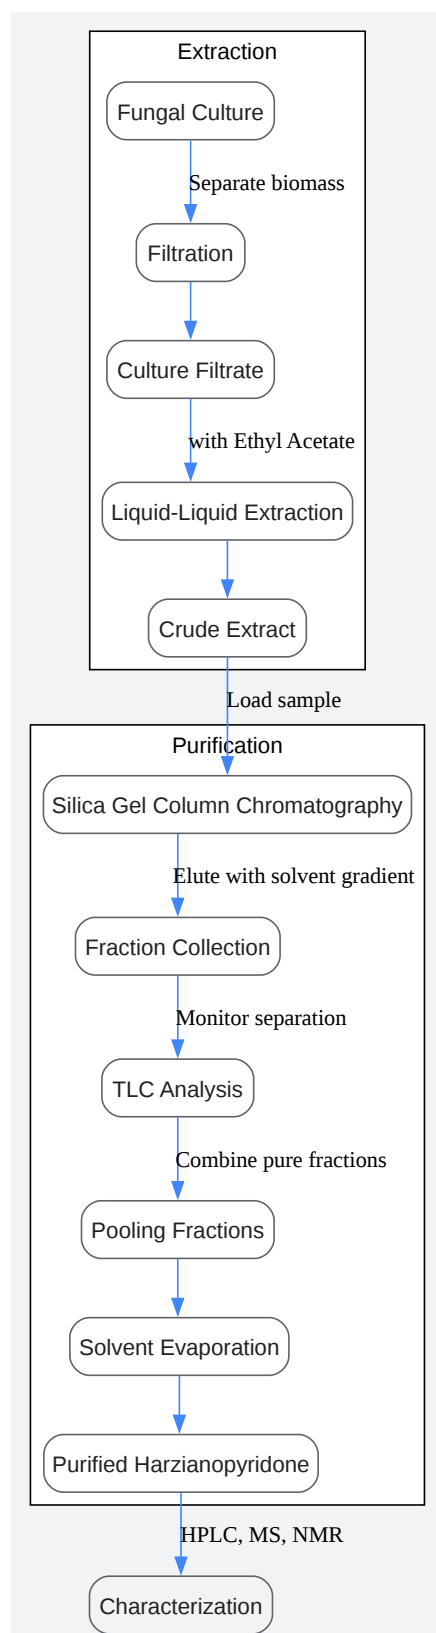 Extraction
Fungal Culture
Separate biomass
Filtration
Culture Filtrate
with Ethyl Acetate
Liquid-Liquid Extraction
Crude Extract
Load sample
Purification
Silica Gel Column Chromatography
Elute with solvent gradient
Fraction Collection
Monitor separation
TLC Analysis
Combine pure fractions
Pooling Fractions
Solvent Evaporation
Purified Harzianopyridone
HPLC, MS, NMR
Characterization